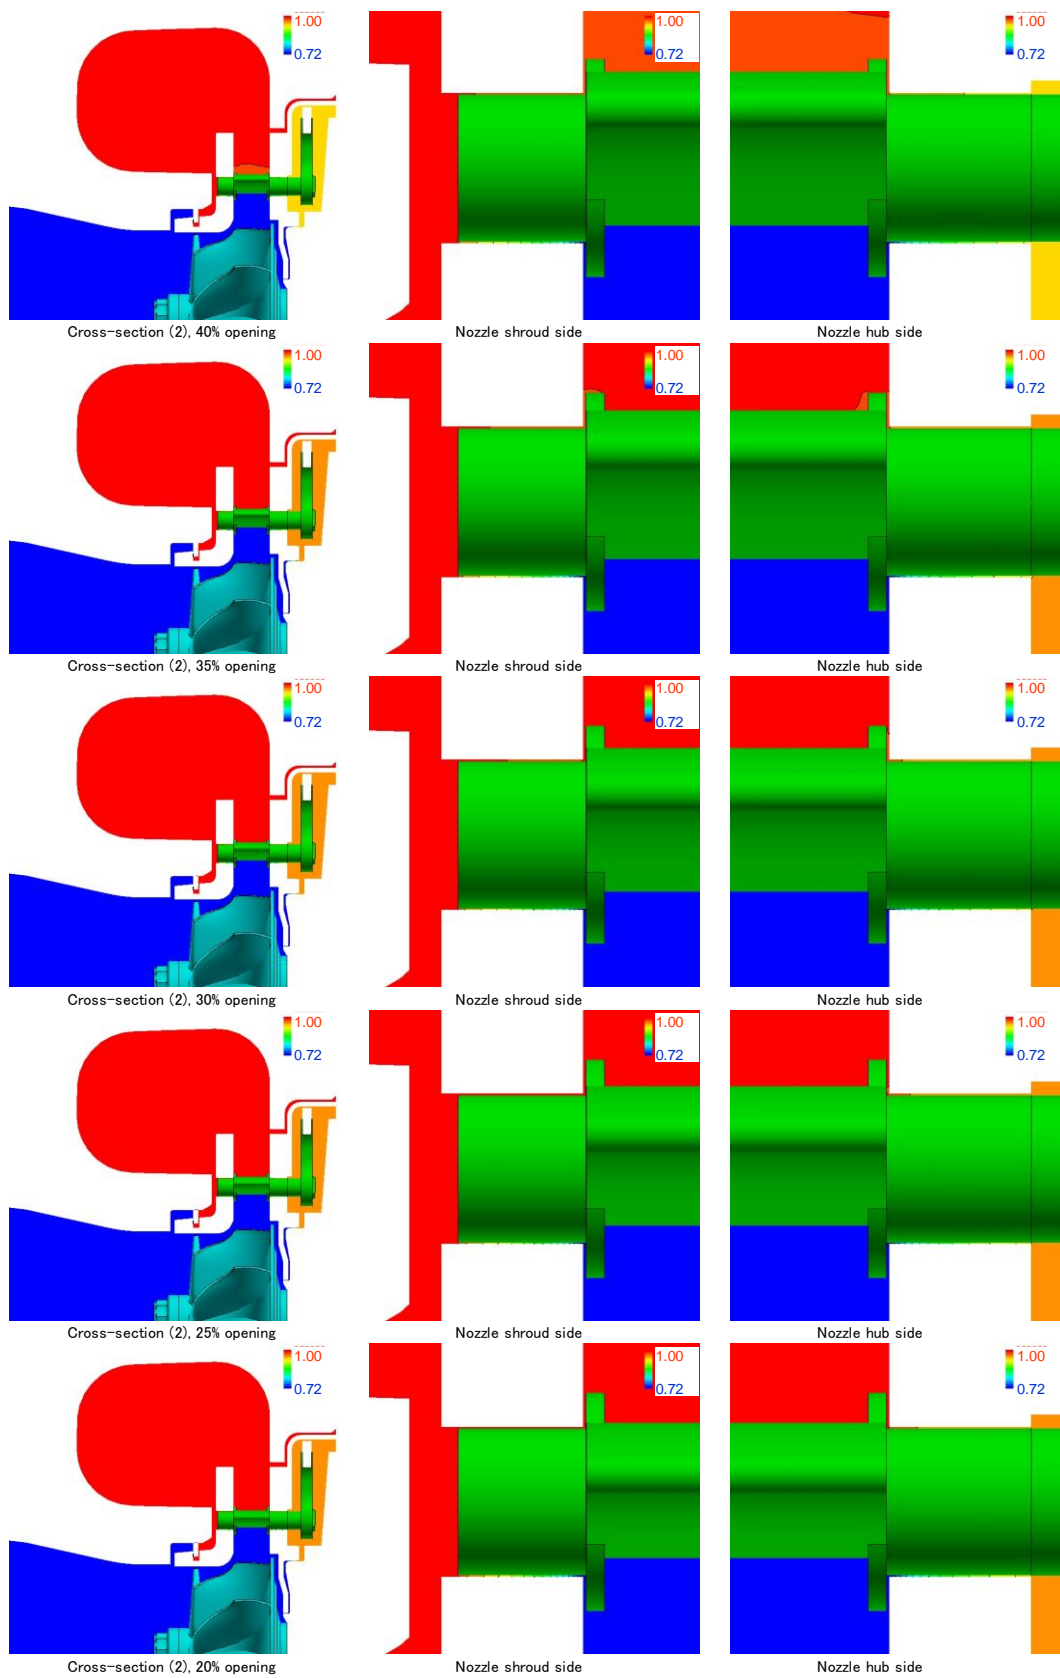 1.00
0.72
1.00
0.72
1.00
0.72
Cross-section (2), 40% opening
Nozzle shroud side
Nozzle hub side
1.00
0.72
1.00
0.72
1.00
0.72
Cross-section (2), 35% opening
Nozzle shroud side
Nozzle hub side
1.00
0.72
1.00
0.72
1.00
0.72
Cross-section (2), 30% opening
Nozzle shroud side
Nozzle hub side
1.00
0.72
1.00
0.72
1.00
0.72
Cross-section (2), 25% opening
Nozzle shroud side
Nozzle hub side
1.00
0.72
1.00
0.72
1.00
0.72
Cross-section (2), 20% opening
Nozzle shroud side
Nozzle hub side